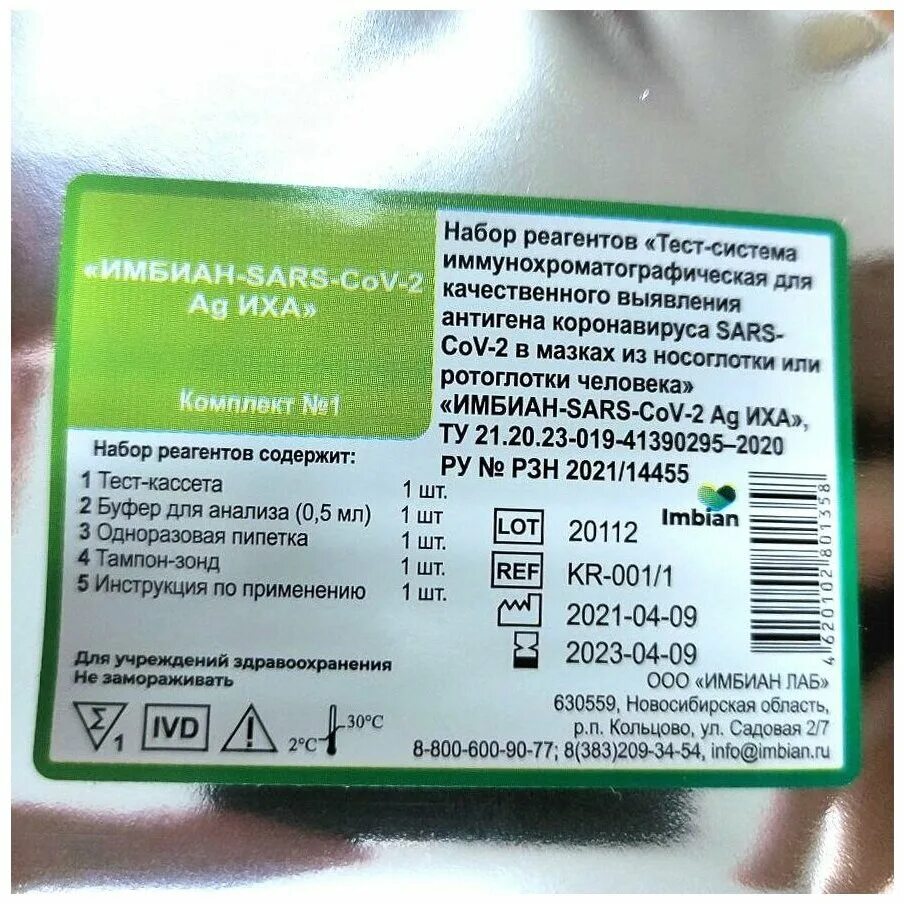 «ИМБИАН-SARS-CoV-2
Ag ИХА»
Комплект №1
Набор реагентов «Тест-система
иммунохроматографическая для
качественного выявления
антигена коронавируса SARS-
CoV-2 в мазках из носоглотки или
ротоглотки человека»
«ИМБИАН-SARS-CoV-2 Ag ИХА»,
ТУ 21.20.23-019-41390295–2020
РУ № РЗН 2021/14455
Набор реагентов содержит:
1 Тест-кассета 1 шт.
2 Буфер для анализа (0,5 мл) 1 шт
3 Одноразовая пипетка 1 шт.
4 Тампон-зонд 1 шт.
5 Инструкция по применению 1 шт.
Imbian
LOT 20112
REF KR-001/1
2021-04-09
2023-04-09
4620102801358
Для учреждений здравоохранения
Не замораживать
Σ 1
IVD
2°C 30°C
ООО «ИМБИАН ЛАБ»
630559, Новосибирская область,
р.п. Кольцово, ул. Садовая 2/7
8-800-600-90-77; 8(383)209-34-54, info@imbian.ru